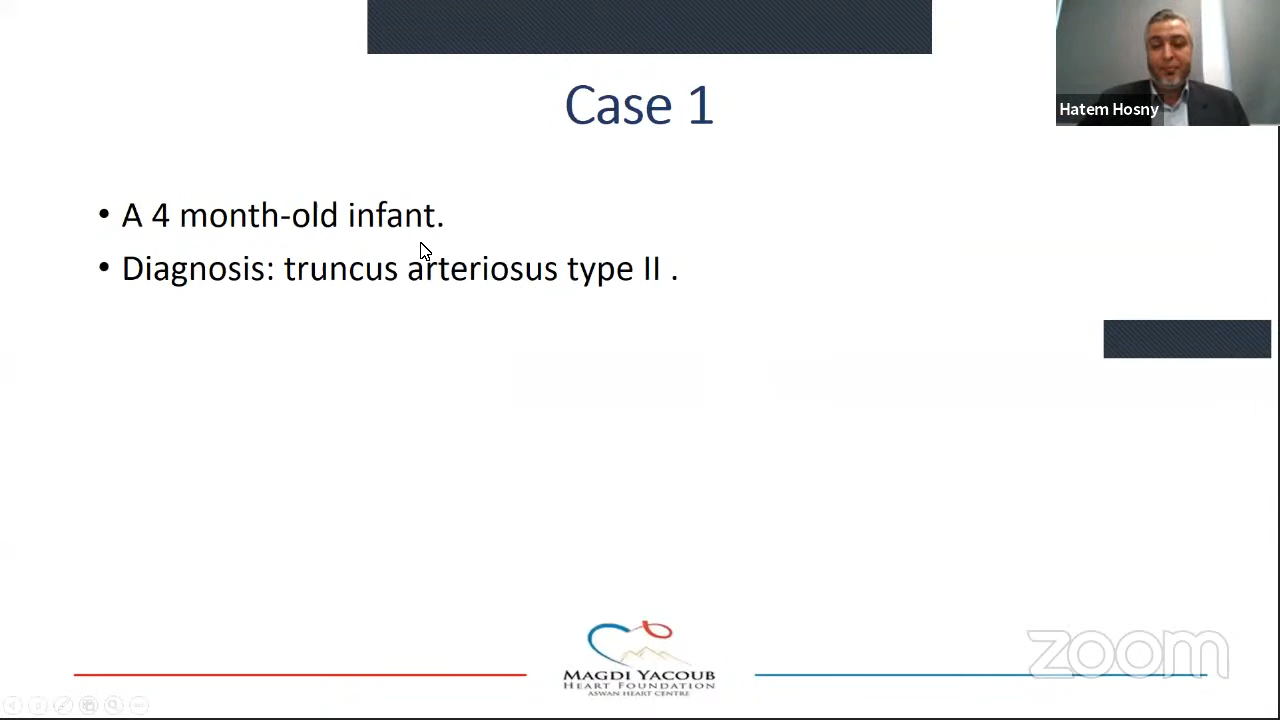 Case 1
Hatem Hosny
• A 4 month-old infant.
• Diagnosis: truncus arteriosus type II .
MAGDI YACOUB
HEART FOUNDATION
ASWAN HEART CENTRE
zoom